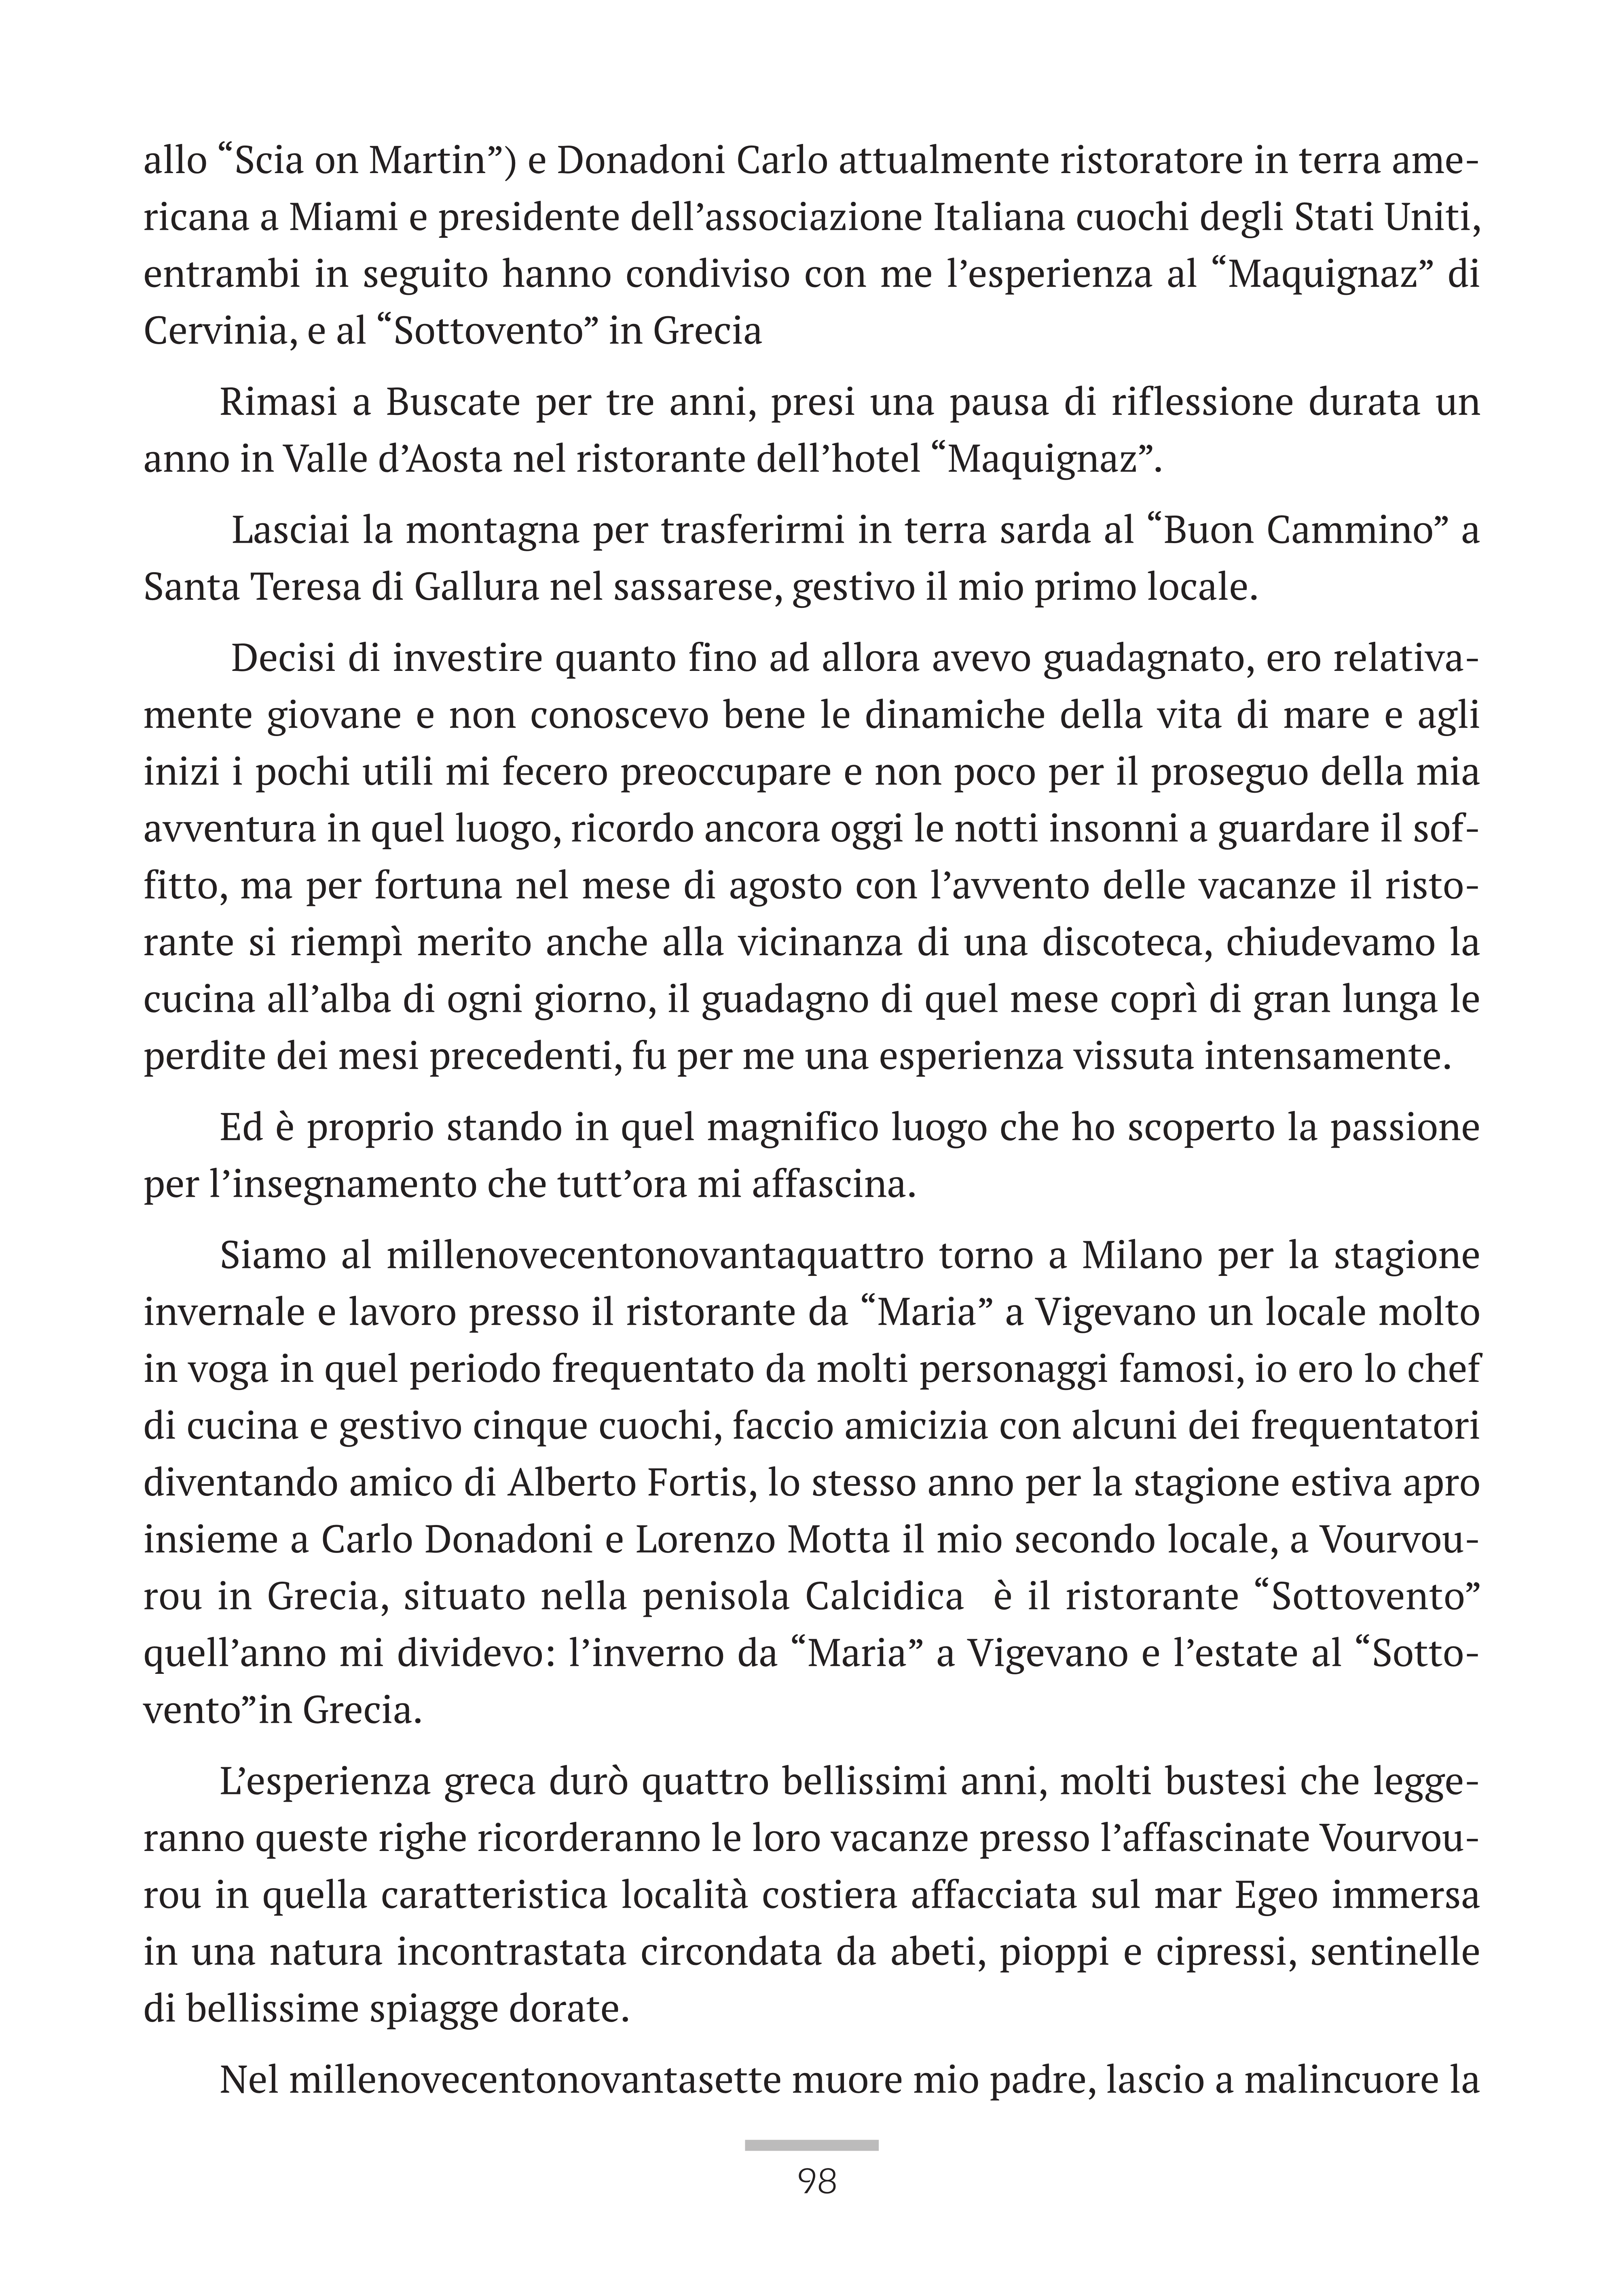 allo “Scia on Martin”) e Donadoni Carlo attualmente ristoratore in terra ame-
ricana a Miami e presidente dell’associazione Italiana cuochi degli Stati Uniti,
entrambi in seguito hanno condiviso con me l’esperienza al “Maquignaz” di
Cervinia, e al “Sottovento” in Grecia
Rimasi a Buscate per tre anni, presi una pausa di riflessione durata un
anno in Valle d’Aosta nel ristorante dell’hotel “Maquignaz”.
Lasciai la montagna per trasferirmi in terra sarda al “Buon Cammino” a
Santa Teresa di Gallura nel sassarese, gestivo il mio primo locale.
Decisi di investire quanto fino ad allora avevo guadagnato, ero relativa-
mente giovane e non conoscevo bene le dinamiche della vita di mare e agli
inizi i pochi utili mi fecero preoccupare e non poco per il proseguo della mia
avventura in quel luogo, ricordo ancora oggi le notti insonni a guardare il sof-
fitto, ma per fortuna nel mese di agosto con l’avvento delle vacanze il risto-
rante si riempì merito anche alla vicinanza di una discoteca, chiudevamo la
cucina all’alba di ogni giorno, il guadagno di quel mese coprì di gran lunga le
perdite dei mesi precedenti, fu per me una esperienza vissuta intensamente.
Ed è proprio stando in quel magnifico luogo che ho scoperto la passione
per l’insegnamento che tutt’ora mi affascina.
Siamo al millenovecentonovantaquattro torno a Milano per la stagione
invernale e lavoro presso il ristorante da “Maria” a Vigevano un locale molto
in voga in quel periodo frequentato da molti personaggi famosi, io ero lo chef
di cucina e gestivo cinque cuochi, faccio amicizia con alcuni dei frequentatori
diventando amico di Alberto Fortis, lo stesso anno per la stagione estiva apro
insieme a Carlo Donadoni e Lorenzo Motta il mio secondo locale, a Vourvou-
rou in Grecia, situato nella penisola Calcidica  è il ristorante “Sottovento”
quell’anno mi dividevo: l’inverno da “Maria” a Vigevano e l’estate al “Sotto-
vento”in Grecia.
L’esperienza greca durò quattro bellissimi anni, molti bustesi che legge-
ranno queste righe ricorderanno le loro vacanze presso l’affascinate Vourvou-
rou in quella caratteristica località costiera affacciata sul mar Egeo immersa
in una natura incontrastata circondata da abeti, pioppi e cipressi, sentinelle
di bellissime spiagge dorate.
Nel millenovecentonovantasette muore mio padre, lascio a malincuore la
98